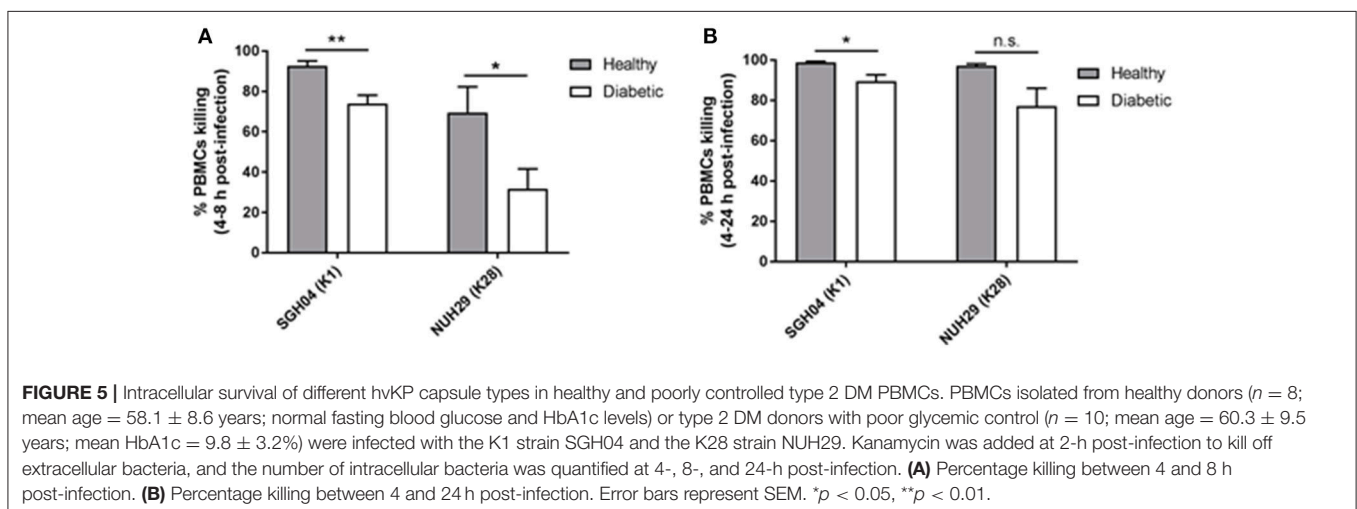 A
% PBMCs killing
(4-8 h post-infection)
100
80
60
40
20
0
**
*
SGH04 (K1)
NUH29 (K28)
Healthy
Diabetic
B
% PBMCs killing
(4-24 h post-infection)
100
80
60
40
20
0
*
n.s.
SGH04 (K1)
NUH29 (K28)
Healthy
Diabetic
FIGURE 5 | Intracellular survival of different hvKP capsule types in healthy and poorly controlled type 2 DM PBMCs. PBMCs isolated from healthy donors (n = 8;
mean age = 58.1 ± 8.6 years; normal fasting blood glucose and HbA1c levels) or type 2 DM donors with poor glycemic control (n = 10; mean age = 60.3 ± 9.5
years; mean HbA1c = 9.8 ± 3.2%) were infected with the K1 strain SGH04 and the K28 strain NUH29. Kanamycin was added at 2-h post-infection to kill off
extracellular bacteria, and the number of intracellular bacteria was quantified at 4-, 8-, and 24-h post-infection. (A) Percentage killing between 4 and 8 h
post-infection. (B) Percentage killing between 4 and 24 h post-infection. Error bars represent SEM. *p < 0.05, **p < 0.01.